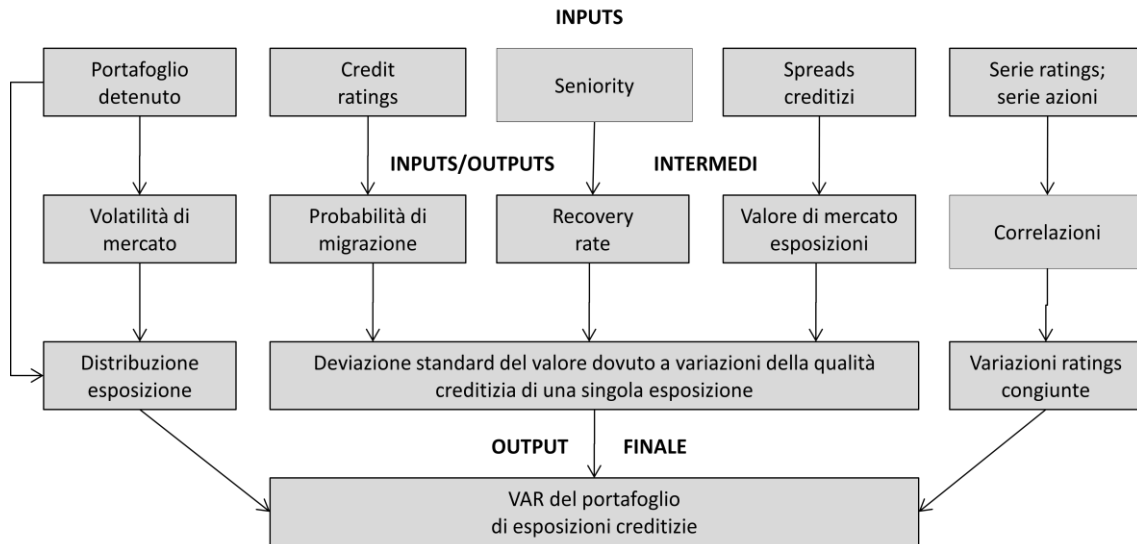 INPUTS
Portafoglio
detenuto
Credit
ratings
Seniority
Spreads
creditizi
Serie ratings;
serie azioni
INPUTS/OUTPUTS
INTERMEDI
Volatilità di
mercato
Probabilità di
migrazione
Recovery
rate
Valore di mercato
esposizioni
Correlazioni
Distribuzione
esposizione
Deviazione standard del valore dovuto a variazioni della qualità
creditizia di una singola esposizione
Variazioni ratings
congiunte
OUTPUT
FINALE
VAR del portafoglio
di esposizioni creditizie